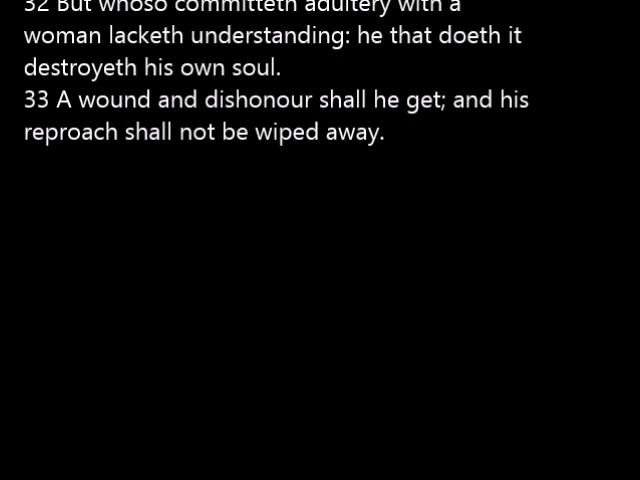 32 But whoso committeth adultery with a
woman lacketh understanding: he that doeth it
destroyeth his own soul.
33 A wound and dishonour shall he get; and his
reproach shall not be wiped away.